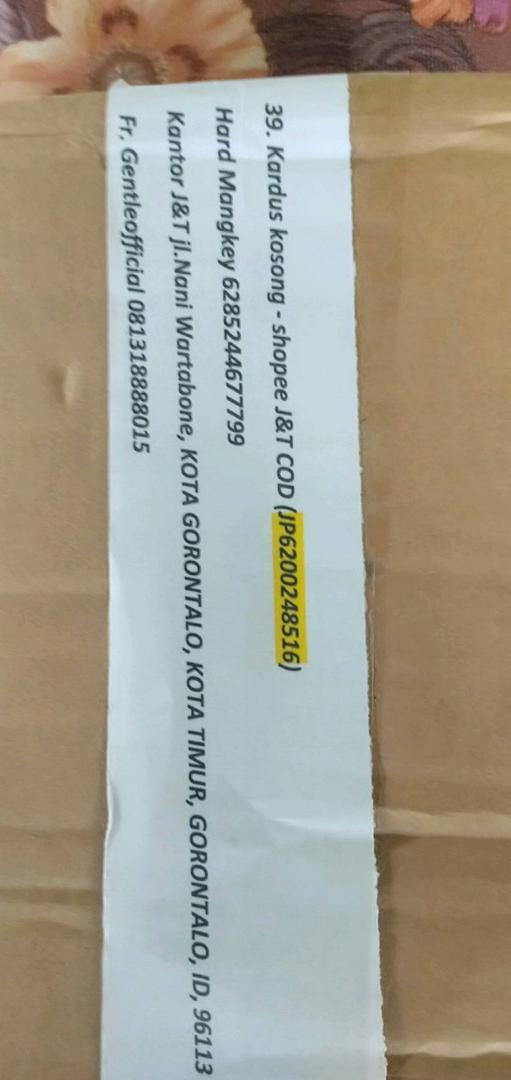 39. Kardus kosong - shopee J&T COD (JP6200248516)
Hard Mangkey 6285244677799
Kantor J&T jl.Nani Wartabone, KOTA GORONTALO, KOTA TIMUR, GORONTALO, ID, 96113
Fr. Gentleofficial 081318888015